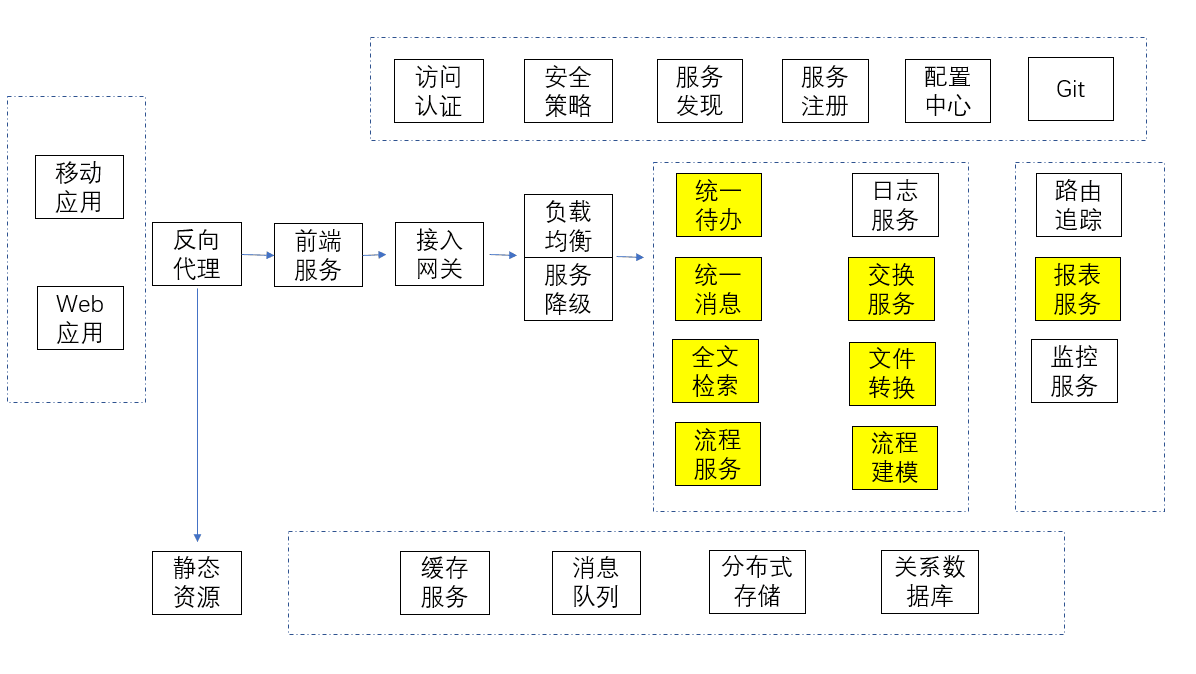 访问
认证
安全
策略
服务
发现
服务
注册
配置
中心
Git
移动
应用
Web
应用
反向
代理
前端
服务
接入
网关
负载
均衡
服务
降级
统一
待办
日志
服务
统一
消息
交换
服务
全文
检索
文件
转换
流程
服务
流程
建模
路由
追踪
报表
服务
监控
服务
静态
资源
缓存
服务
消息
队列
分布式
存储
关系数
据库